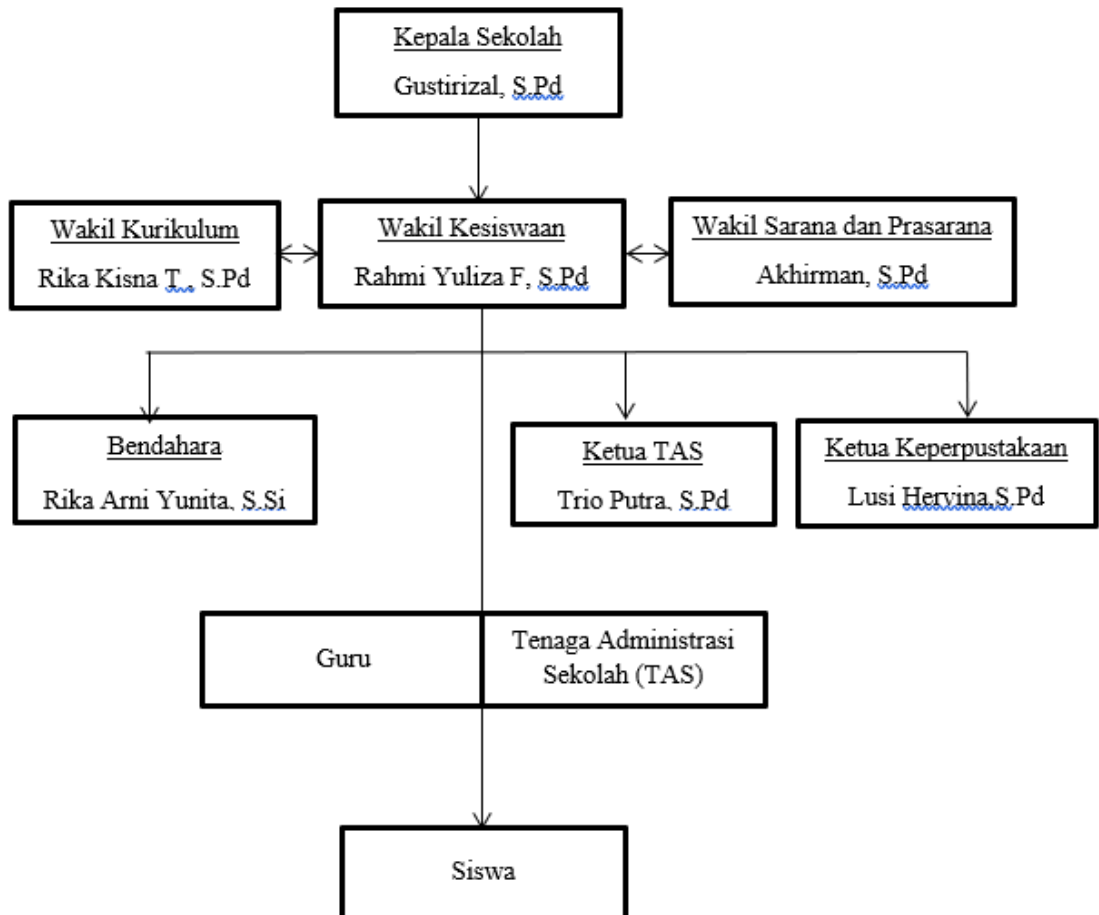 Kepala Sekolah
Gustirizal, S.Pd
Wakil Kurikulum
Rika Kisna T., S.Pd
Wakil Kesiswaan
Rahmi Yuliza F, S.Pd
Wakil Sarana dan Prasarana
Akhirman, S.Pd
Bendahara
Rika Arni Yunita, S.Si
Ketua TAS
Trio Putra, S.Pd
Ketua Keperpustakaan
Lusi Hervina,S.Pd
Guru
Tenaga Administrasi
Sekolah (TAS)
Siswa